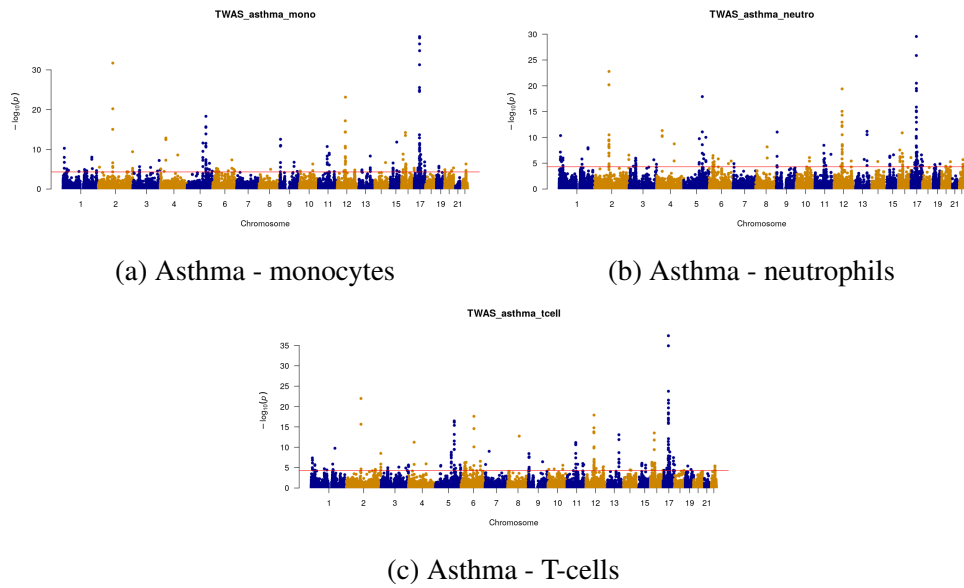 TWAS_asthma_mono
− log₁₀(p)
0
10
20
30
1 2 3 4 5 6 7 8 9 10 11 12 13 15 17 19 21
Chromosome
(a) Asthma - monocytes
TWAS_asthma_neutro
− log₁₀(p)
0
5
10
15
20
25
30
1 2 3 4 5 6 7 8 9 10 11 12 13 15 17 19 21
Chromosome
(b) Asthma - neutrophils
TWAS_asthma_tcell
− log₁₀(p)
0
5
10
15
20
25
30
35
1 2 3 4 5 6 7 8 9 10 11 12 13 15 17 19 21
Chromosome
(c) Asthma - T-cells